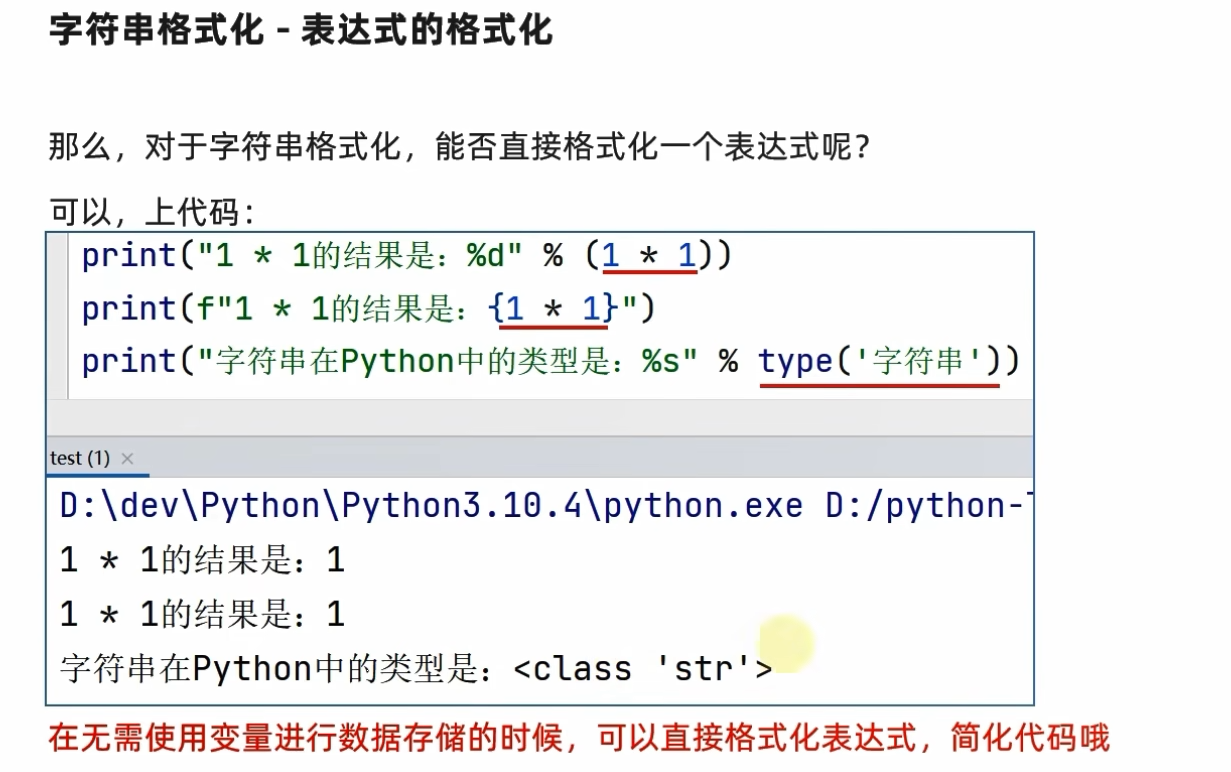 字符串格式化 - 表达式的格式化
那么，对于字符串格式化，能否直接格式化一个表达式呢？
可以，上代码：
print("1 * 1的结果是：%d" % (1 * 1))
print(f"1 * 1的结果是：{1 * 1}")
print("字符串在Python中的类型是：%s" % type('字符串'))
test (1) ×
D:\dev\Python\Python3.10.4\python.exe D:/python-
1 * 1的结果是：1
1 * 1的结果是：1
字符串在Python中的类型是：<class 'str'>
在无需使用变量进行数据存储的时候，可以直接格式化表达式，简化代码哦